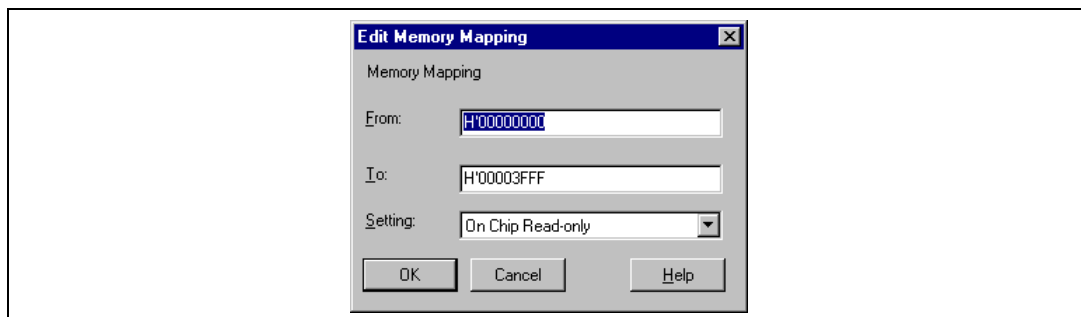 Edit Memory Mapping
Memory Mapping
From: H'00000000
To: H'00003FFF
Setting: On Chip Read-only
OK Cancel Help